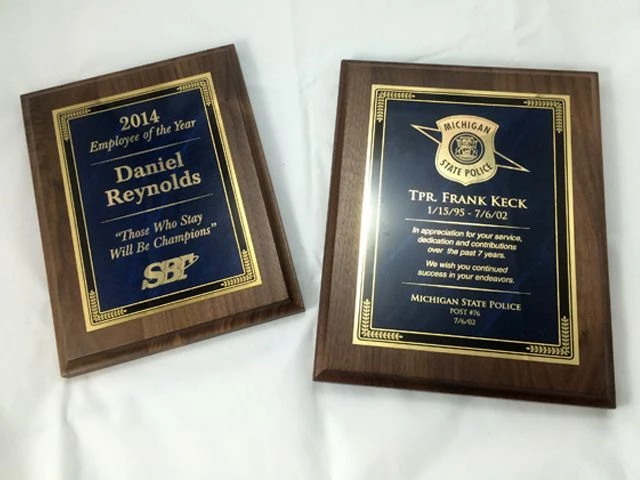 2014
Employee of the Year
Daniel
Reynolds
"Those Who Stay
Will Be Champions"
SBF
MICHIGAN
STATE POLICE
TPR. FRANK KECK
1/15/95 - 7/6/02
In appreciation for your service,
dedication and contributions
over the past 7 years.
We wish you continued
success in your endeavors.
MICHIGAN STATE POLICE
POST #76
7/6/02